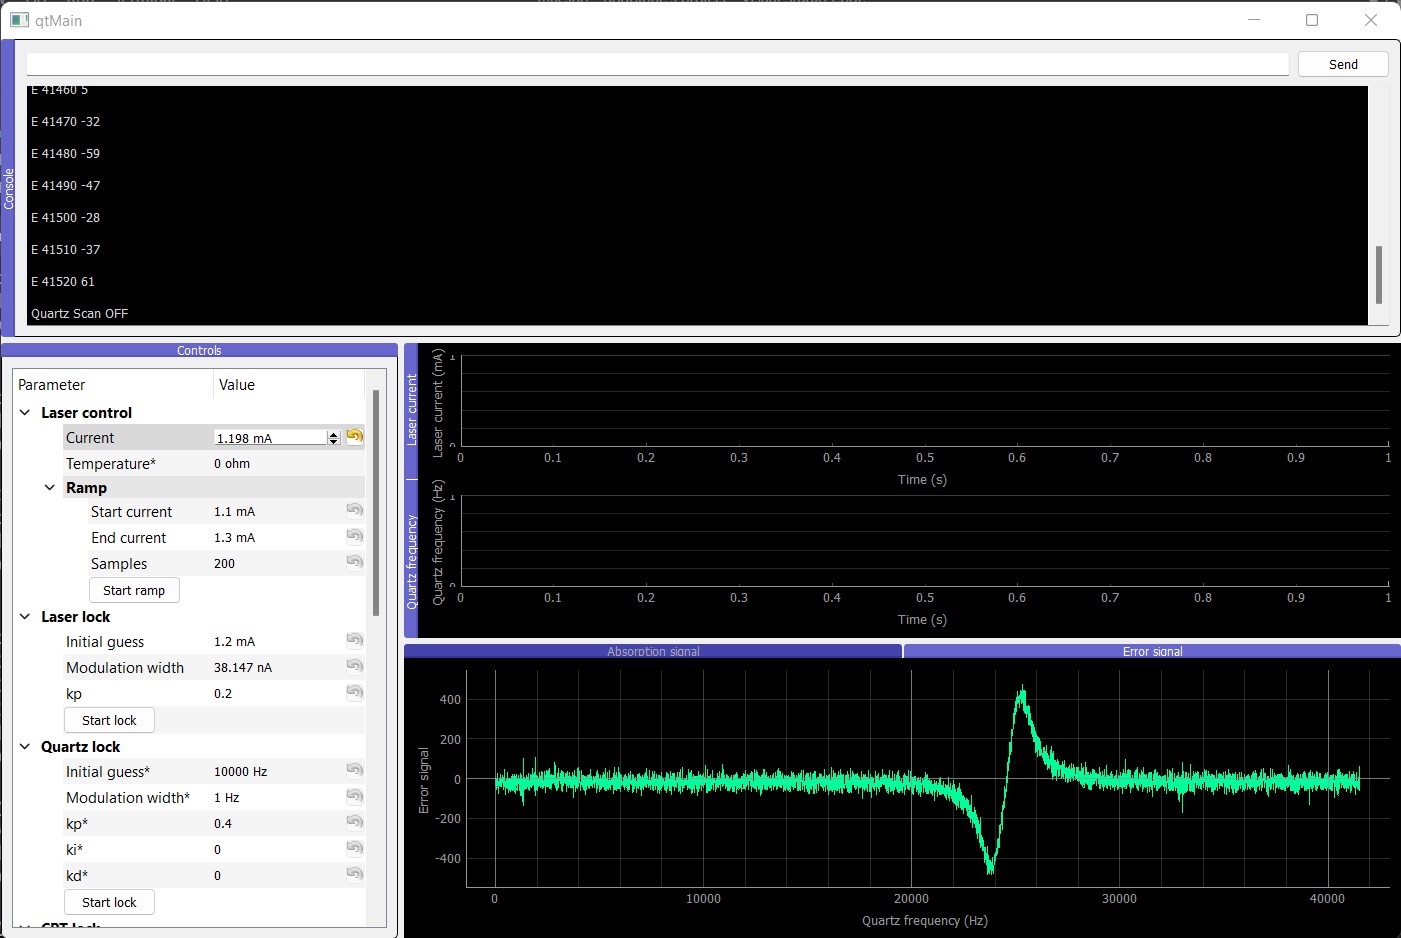 qtMain
Send
Console
E 41460 5
E 41470 -32
E 41480 -59
E 41490 -47
E 41500 -28
E 41510 -37
E 41520 61
Quartz Scan OFF
Controls
Parameter Value
Laser control
Current 1.198 mA
Temperature* 0 ohm
Ramp
Start current 1.1 mA
End current 1.3 mA
Samples 200
Start ramp
Laser lock
Initial guess 1.2 mA
Modulation width 38.147 nA
kp 0.2
Start lock
Quartz lock
Initial guess* 10000 Hz
Modulation width* 1 Hz
kp* 0.4
ki* 0
kd* 0
Start lock
CPT lock
Laser current
Laser current (mA)
1
0
0 0.1 0.2 0.3 0.4 0.5 0.6 0.7 0.8 0.9 1
Time (s)
Quartz frequency
Quartz frequency (Hz)
1
0
0 0.1 0.2 0.3 0.4 0.5 0.6 0.7 0.8 0.9 1
Time (s)
Absorption signal
Error signal
Error signal
400
200
0
-200
-400
0 10000 20000 30000 40000
Quartz frequency (Hz)